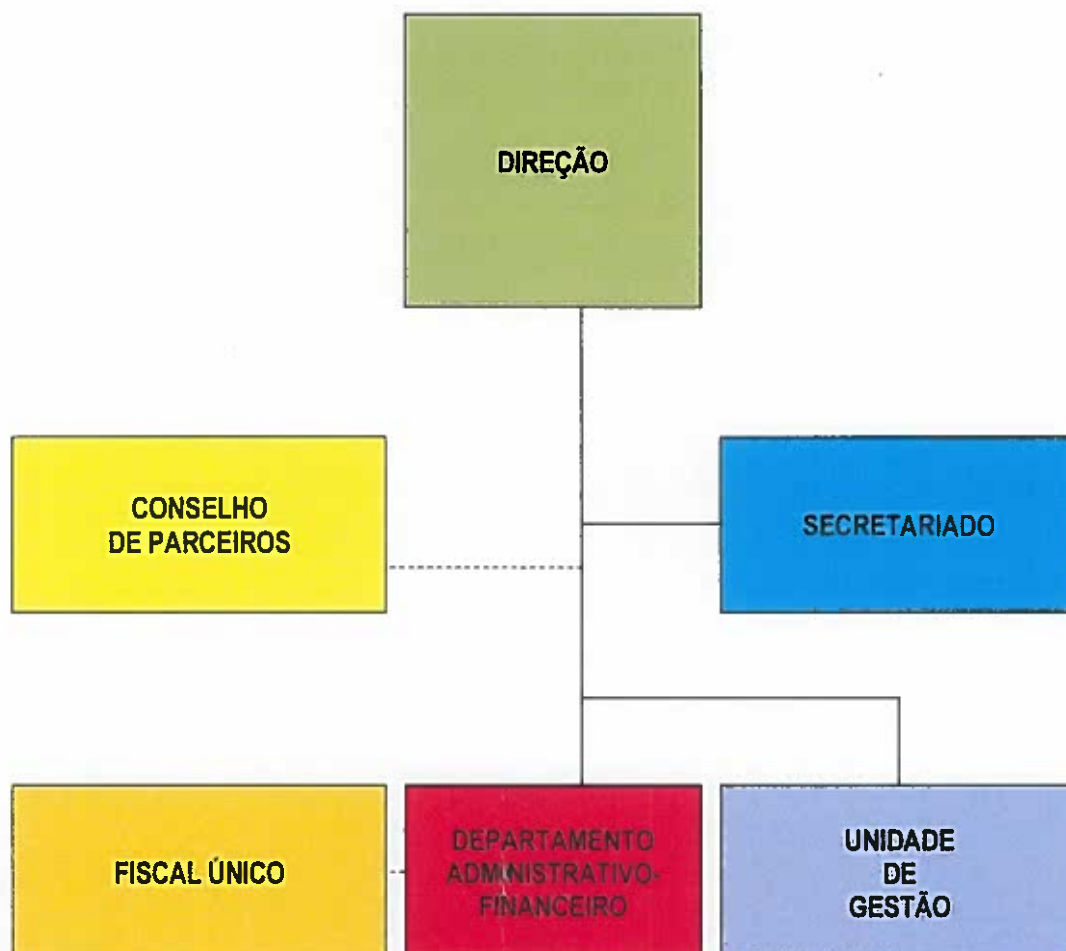 DIREÇÃO
CONSELHO
DE PARCEIROS
SECRETARIADO
FISCAL ÚNICO
DEPARTAMENTO
ADMINISTRATIVO-
FINANCEIRO
UNIDADE
DE
GESTÃO